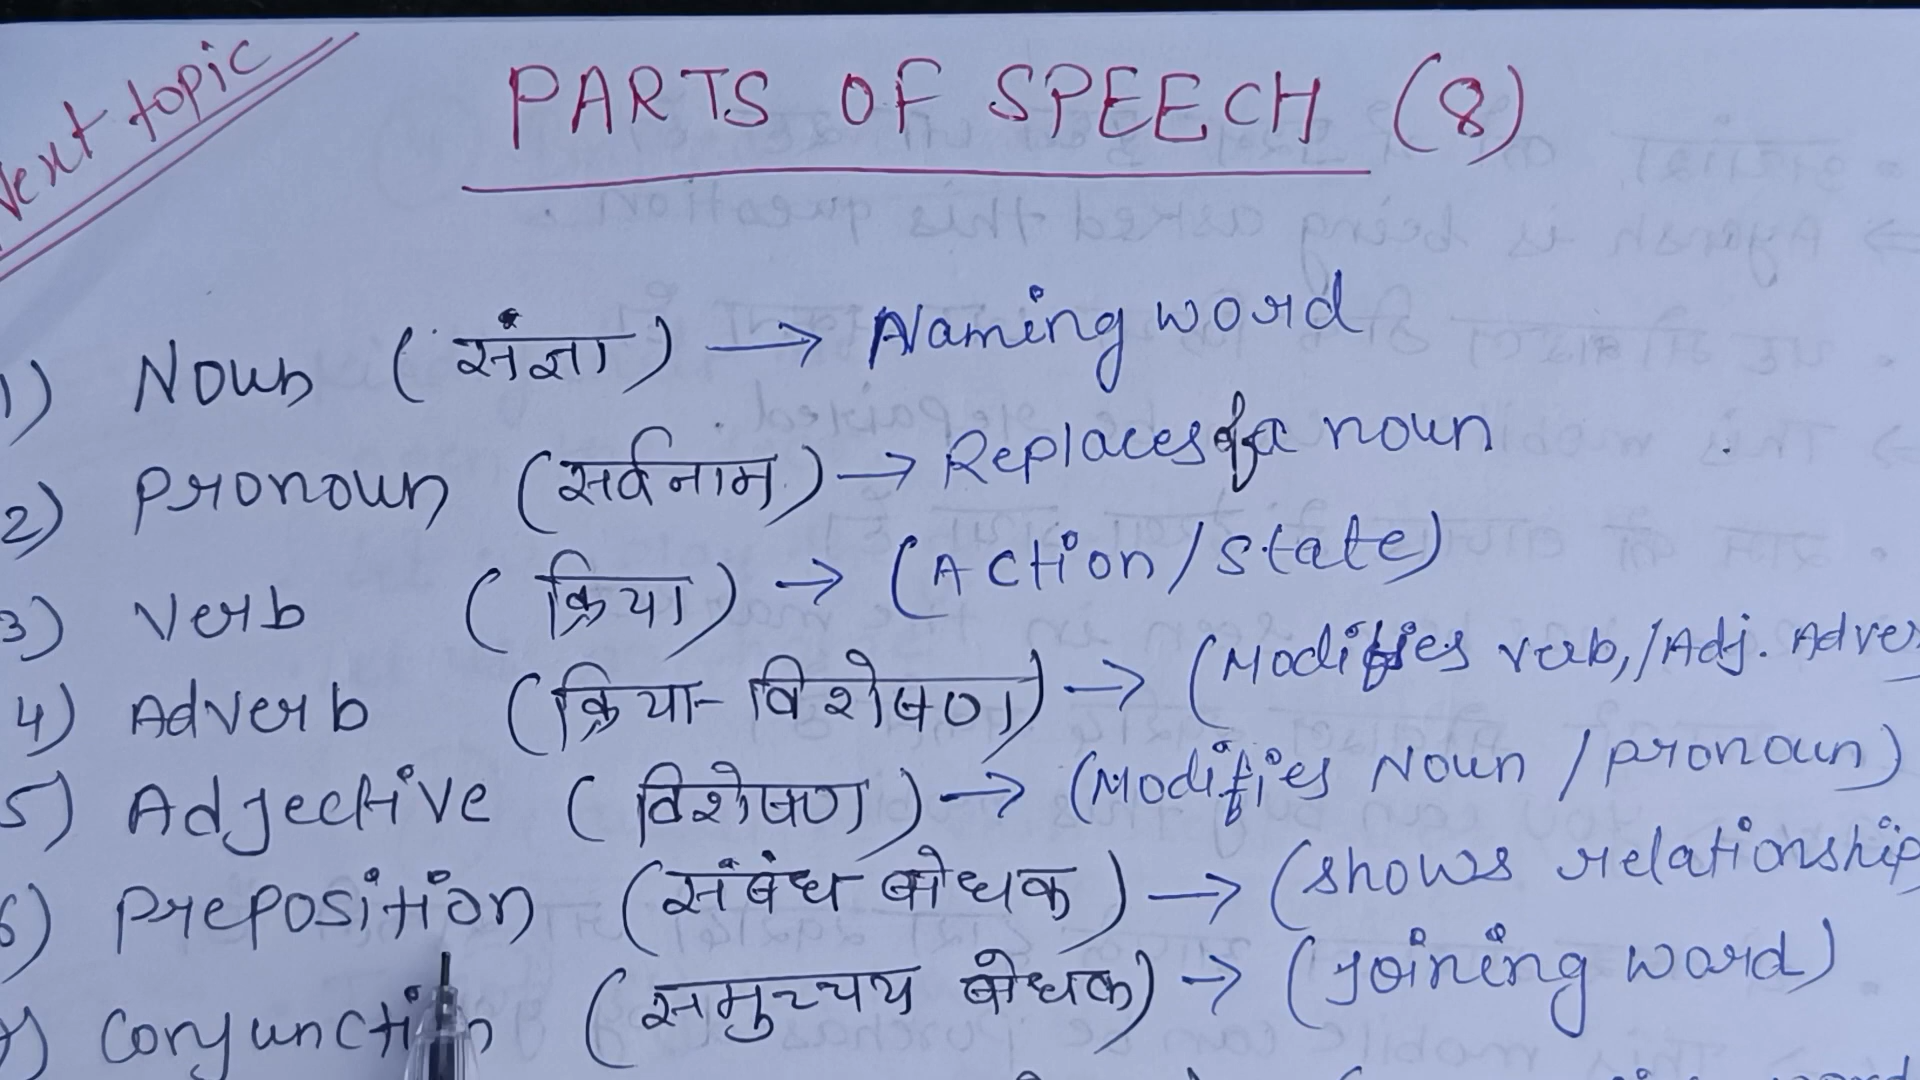 Next topic
PARTS OF SPEECH (8)
1) Noun (संज्ञा) → Naming word
2) Pronoun (सर्वनाम) → Replaces a noun
3) Verb (क्रिया) → (Action/state)
4) Adverb (क्रिया-विशेषण) → (Modifies verb,/Adj. Adver
5) Adjective (विशेषण) → (Modifies Noun /pronoun)
6) Preposition (संबंध बोधक) → (shows relationship
7) Conjunction (समुच्चय बोधक) → (Joining word)